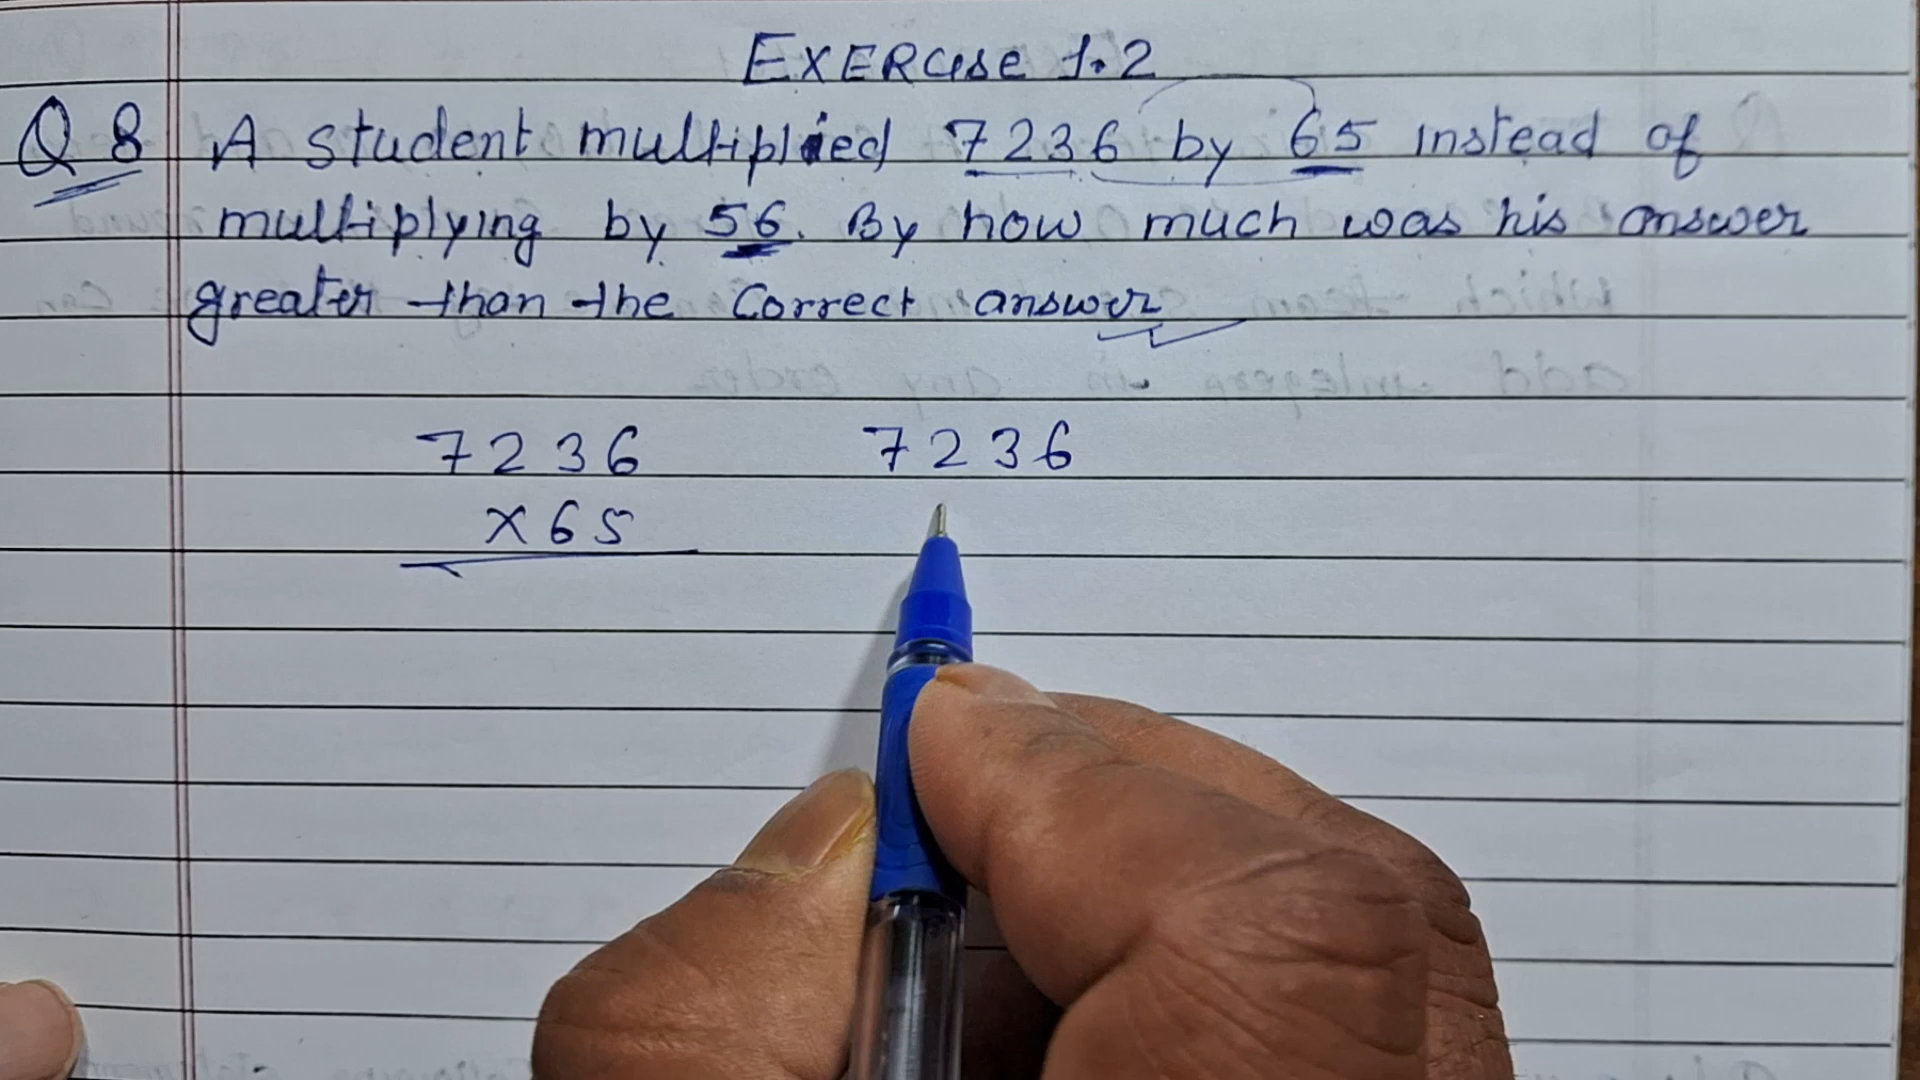 EXERCISE 1.2
Q 8 A student multiplied 7236 by 65 instead of
multiplying by 56. By how much was his answer
greater than the Correct answer
7236 7236
×65